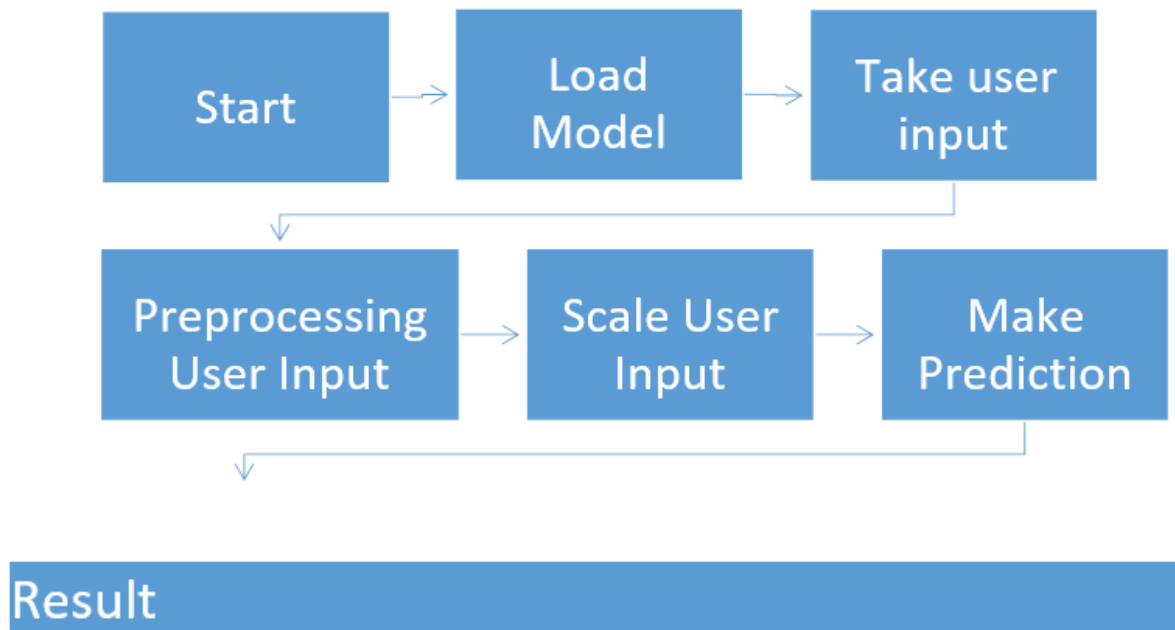 Start
Load
Model
Take user
input
Preprocessing
User Input
Scale User
Input
Make
Prediction
Result